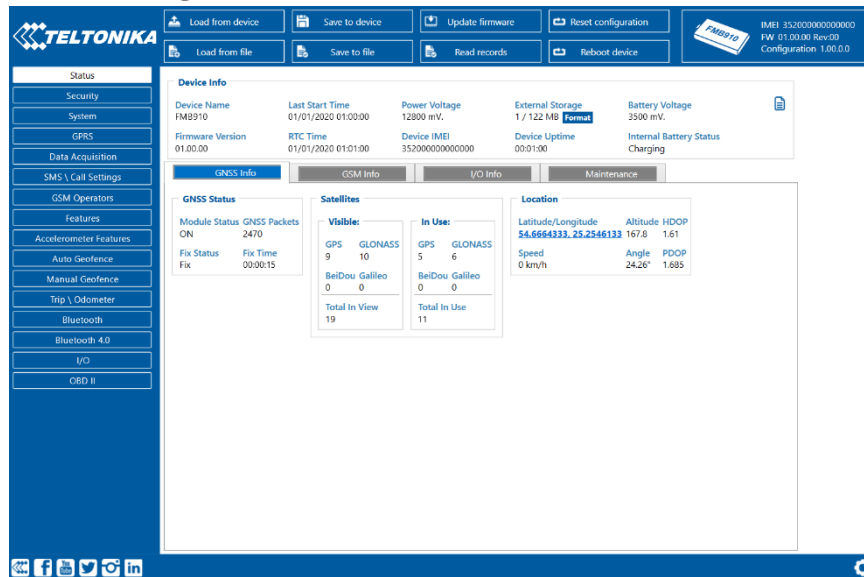 TELTONIKA
Load from device
Save to device
Update firmware
Reset configuration
Load from file
Save to file
Read records
Reboot device
FMB910
IMEI 352000000000000
FW 01.00.00 Rev:00
Configuration 1.00.0.0
Status
Security
System
GPRS
Data Acquisition
SMS \ Call Settings
GSM Operators
Features
Accelerometer Features
Auto Geofence
Manual Geofence
Trip \ Odometer
Bluetooth
Bluetooth 4.0
I/O
OBD II
Device Info
Device Name Last Start Time Power Voltage External Storage Battery Voltage
FMB910 01/01/2020 01:00:00 12800 mV. 1 / 122 MB Format 3500 mV.
Firmware Version RTC Time Device IMEI Device Uptime Internal Battery Status
01.00.00 01/01/2020 01:01:00 352000000000000 00:01:00 Charging
GNSS Info GSM Info I/O Info Maintenance
GNSS Status
Module Status GNSS Packets
ON 2470
Fix Status Fix Time
Fix 00:00:15
Satellites
Visible:
GPS GLONASS
9 10
BeiDou Galileo
0 0
Total In View
19
In Use:
GPS GLONASS
5 6
BeiDou Galileo
0 0
Total In Use
11
Location
Latitude/Longitude Altitude HDOP
54.6664333, 25.2546133 167.8 1.61
Speed Angle PDOP
0 km/h 24.26° 1.685